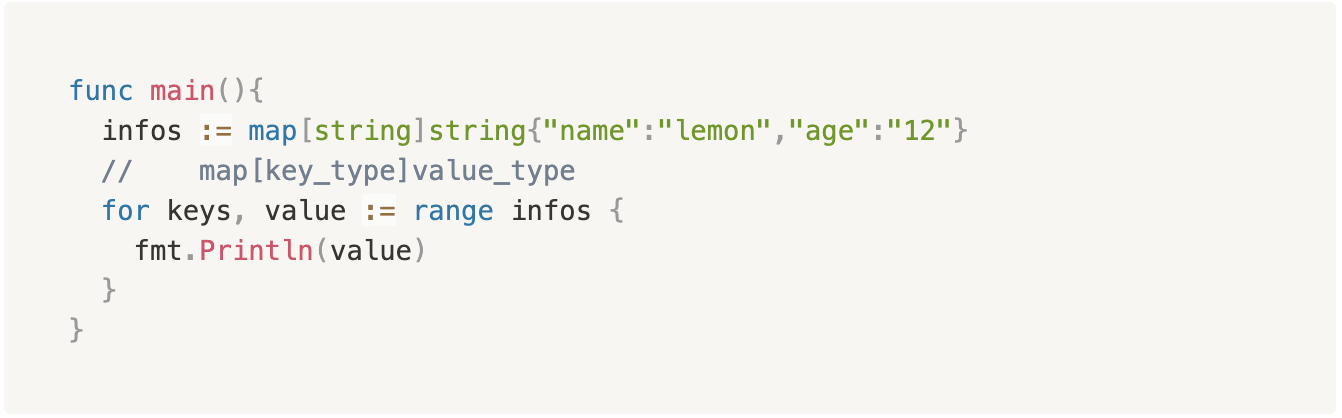 func main(){
  infos := map[string]string{"name":"lemon","age":"12"}
  //    map[key_type]value_type
  for keys, value := range infos {
    fmt.Println(value)
  }
}